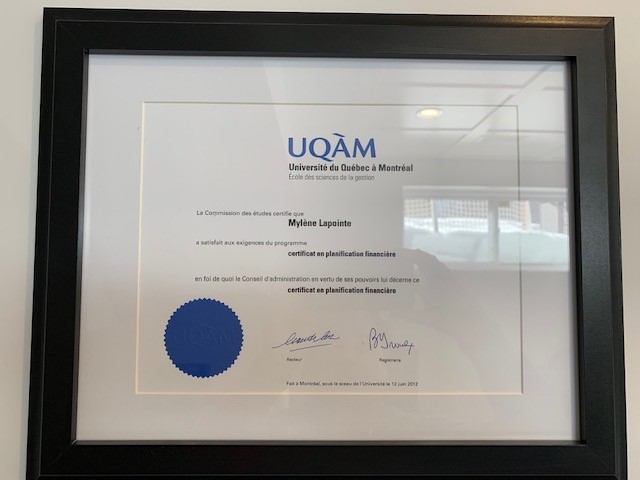 UQÀM
Université du Québec à Montréal
École des sciences de la gestion
La Commission des études certifie que
Mylène Lapointe
a satisfait aux exigences du programme
certificat en planification financière
en foi de quoi le Conseil d'administration en vertu de ses pouvoirs lui décerne ce
certificat en planification financière
UQÀM
Recteur
Registraire
Fait à Montréal, sous le sceau de l'Université le 12 juin 2012